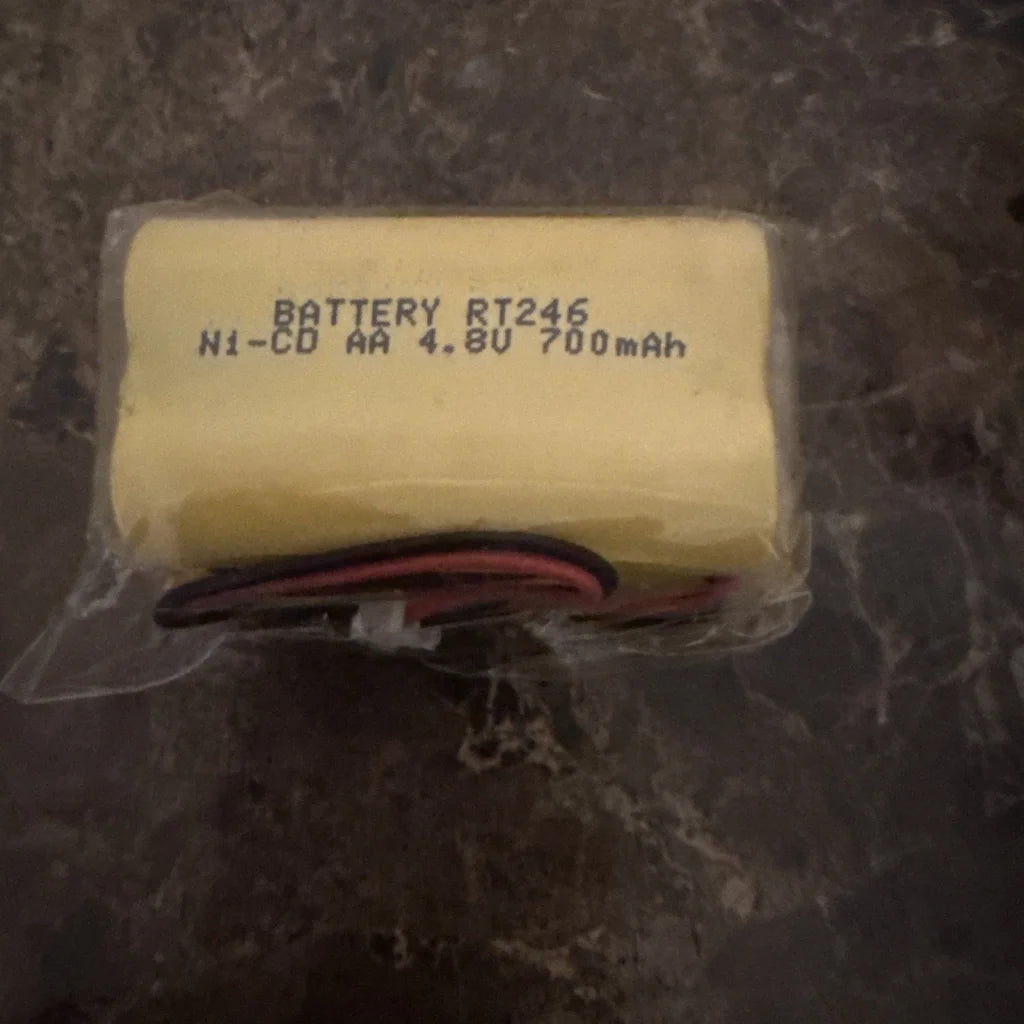 BATTERY RT246
Ni-CD AA 4.8V 700mAh